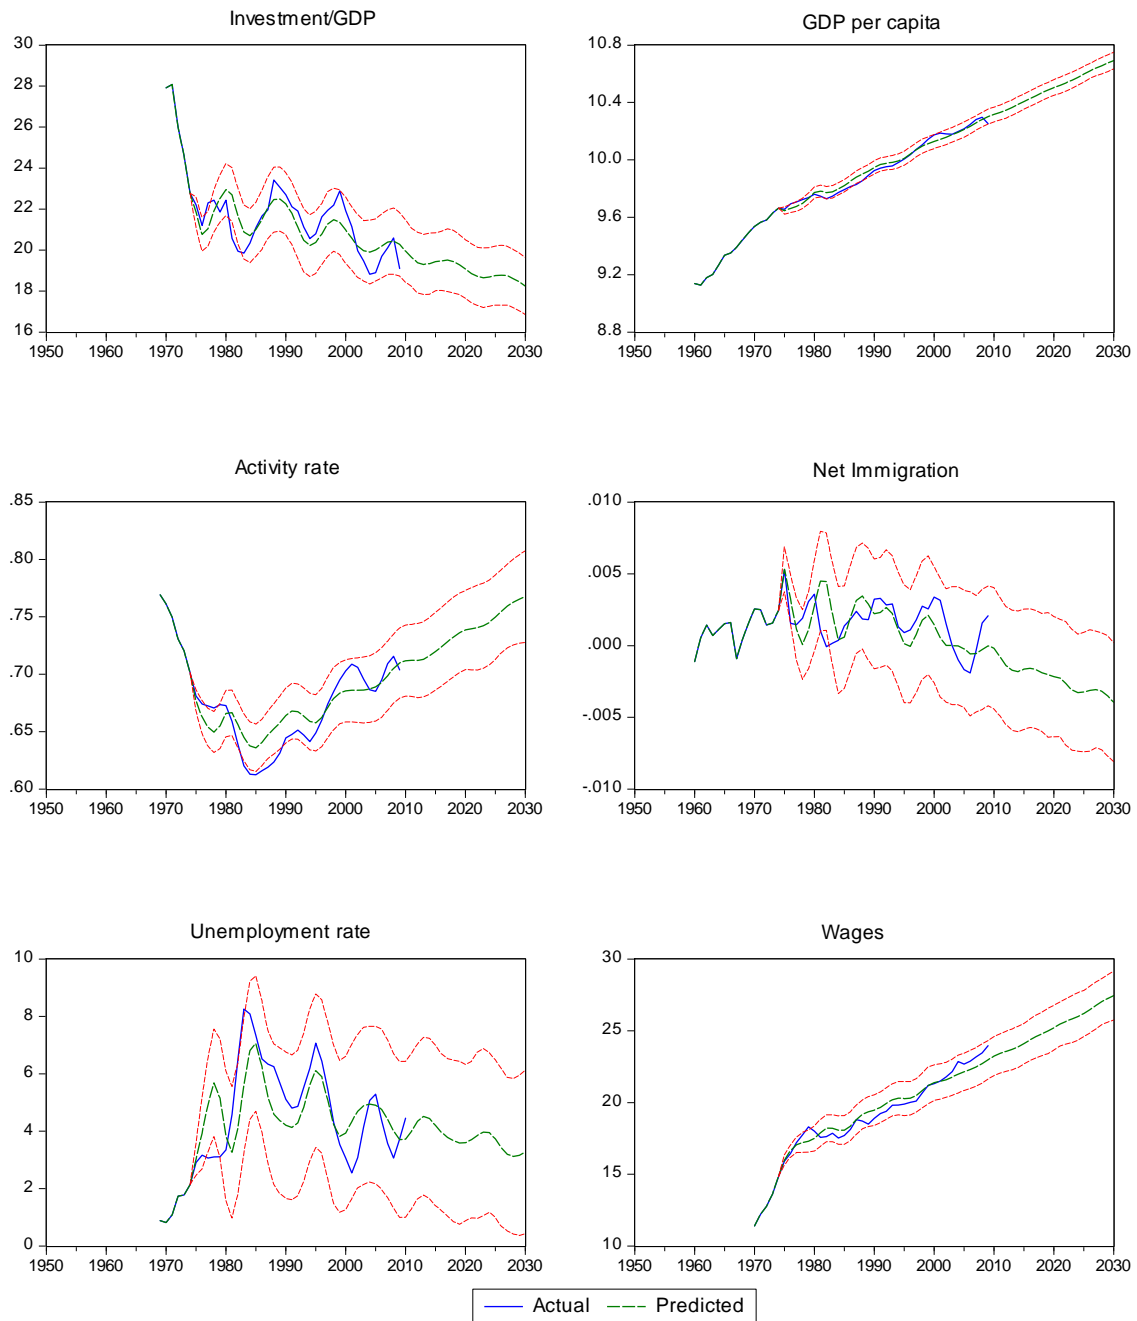 Investment/GDP
30
28
26
24
22
20
18
16
1950 1960 1970 1980 1990 2000 2010 2020 2030
GDP per capita
10.8
10.4
10.0
9.6
9.2
8.8
1950 1960 1970 1980 1990 2000 2010 2020 2030
Activity rate
.85
.80
.75
.70
.65
.60
1950 1960 1970 1980 1990 2000 2010 2020 2030
Net Immigration
.010
.005
.000
-.005
-.010
1950 1960 1970 1980 1990 2000 2010 2020 2030
Unemployment rate
10
8
6
4
2
0
1950 1960 1970 1980 1990 2000 2010 2020 2030
Wages
30
25
20
15
10
1950 1960 1970 1980 1990 2000 2010 2020 2030
Actual Predicted